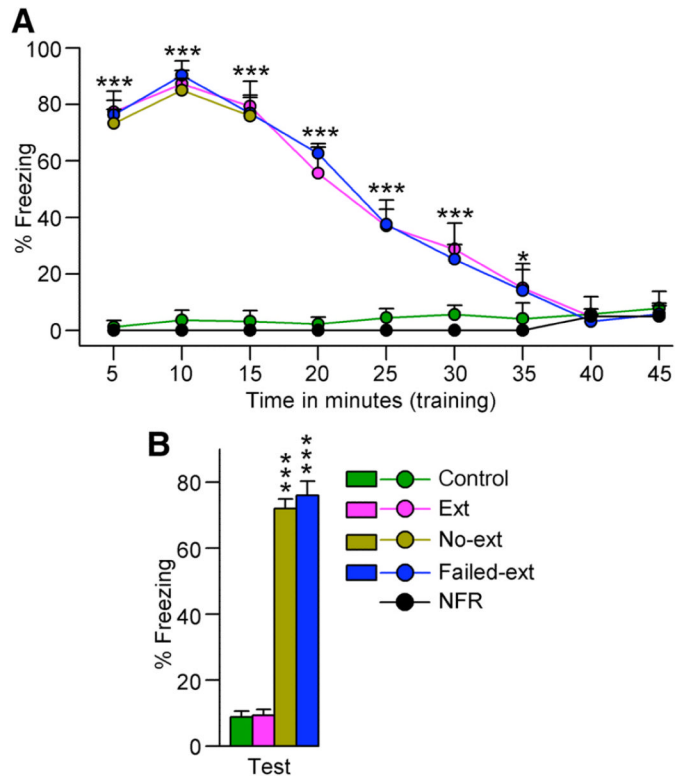 A
100
80
60
40
20
0
% Freezing
***
***
***
***
***
***
*
5 10 15 20 25 30 35 40 45
Time in minutes (training)
B
80
60
40
20
0
% Freezing
***
***
Test
Control
Ext
No-ext
Failed-ext
NFR